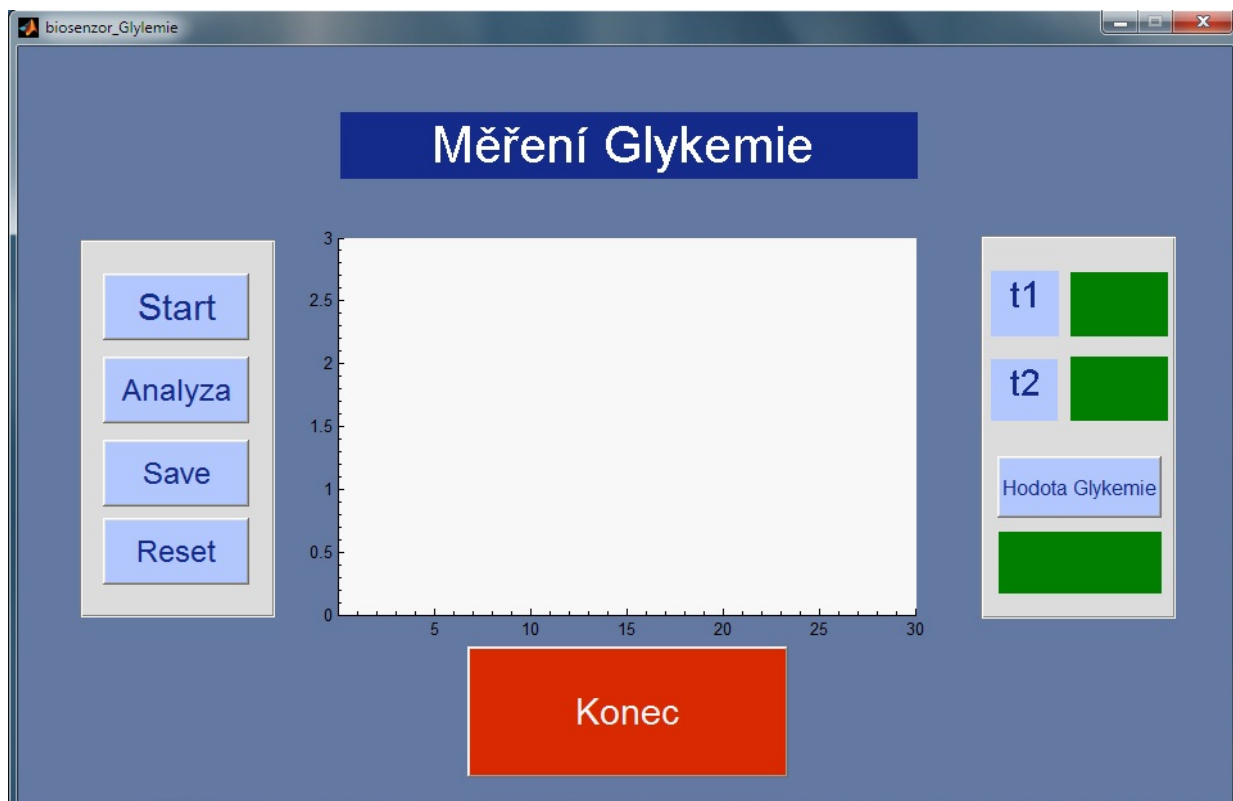 biosenzor_Glylemie
Měření Glykemie
Start
Analyza
Save
Reset
3
2.5
2
1.5
1
0.5
0
5 10 15 20 25 30
t1
t2
Hodota Glykemie
Konec